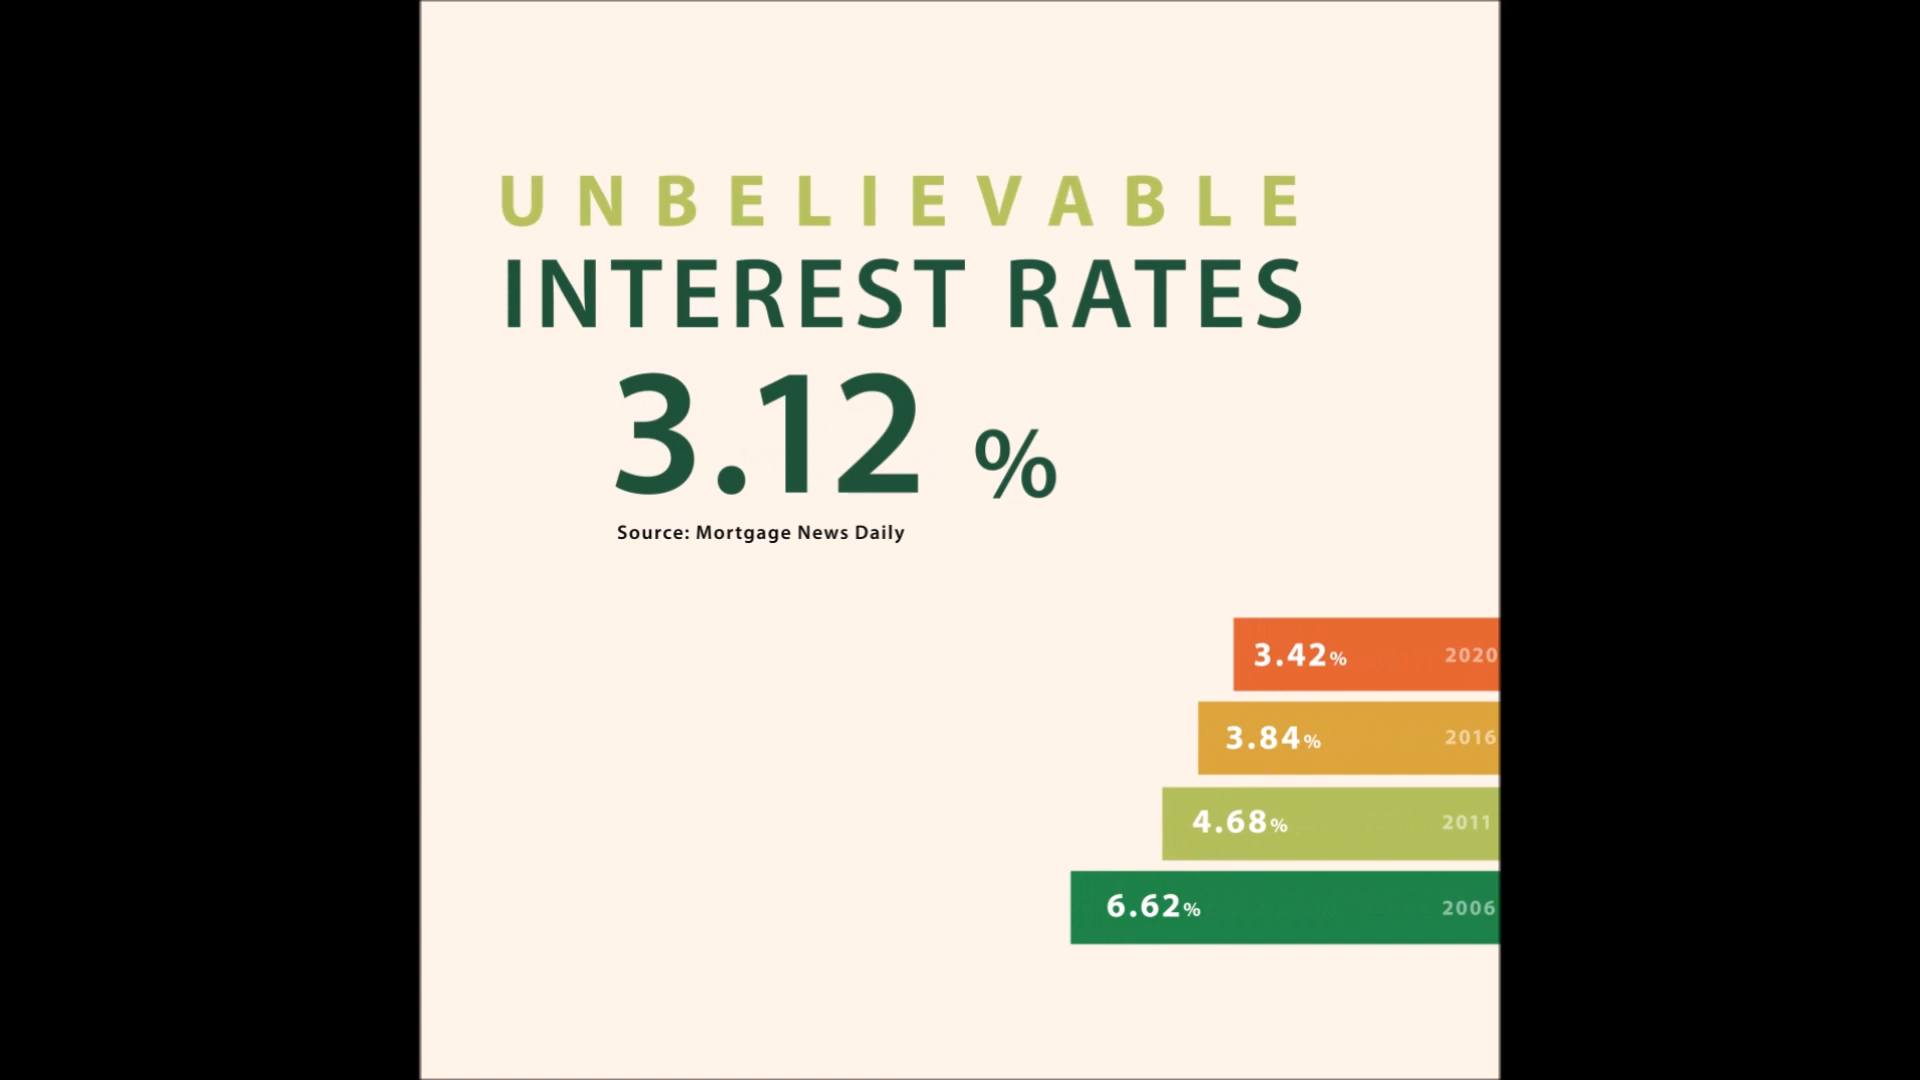 UNBELIEVABLE
INTEREST RATES
3.12 %
Source: Mortgage News Daily
3.42% 2020
3.84% 2016
4.68% 2011
6.62% 2006